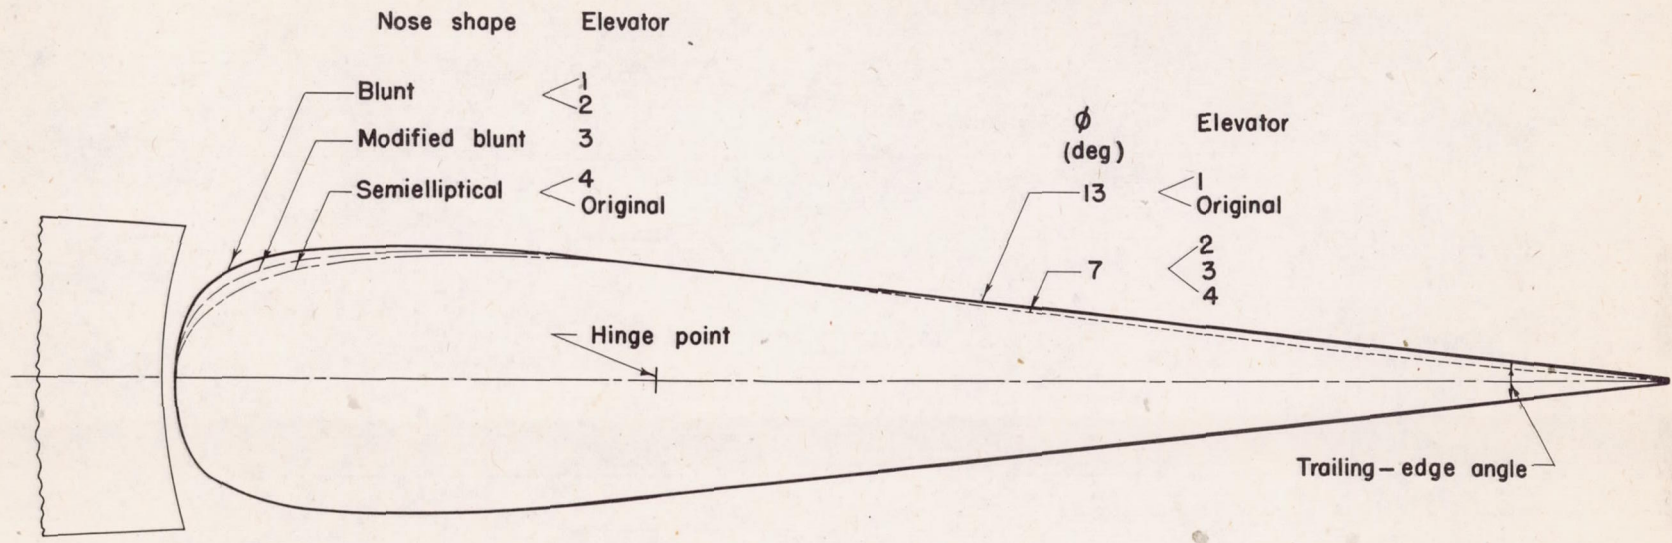 Nose shape Elevator
Blunt 1
2
Modified blunt 3
Semielliptical 4
Original
ϕ Elevator
(deg)
13 1
Original
7 2
3
4
Hinge point
Trailing-edge angle